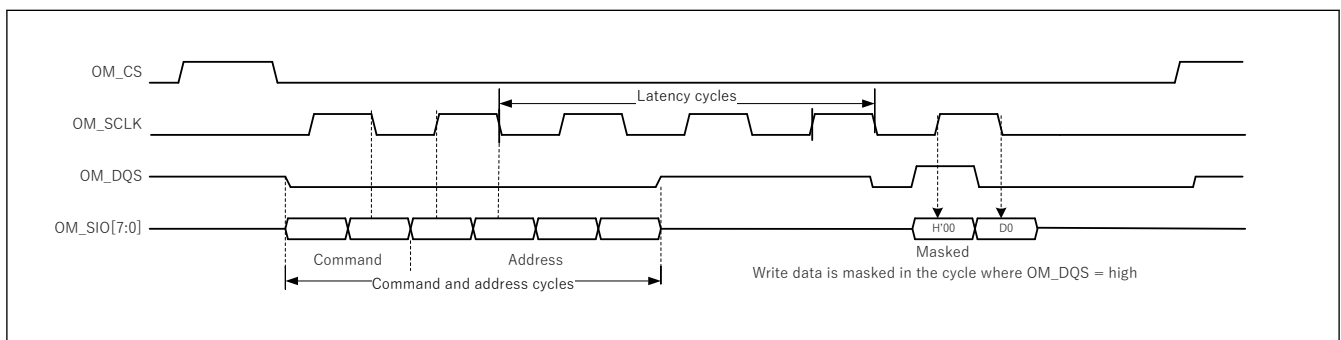 OM_CS
Latency cycles
OM_SCLK
OM_DQS
OM_SIO[7:0]
H'00
D0
Command
Address
Masked
Write data is masked in the cycle where OM_DQS = high
Command and address cycles